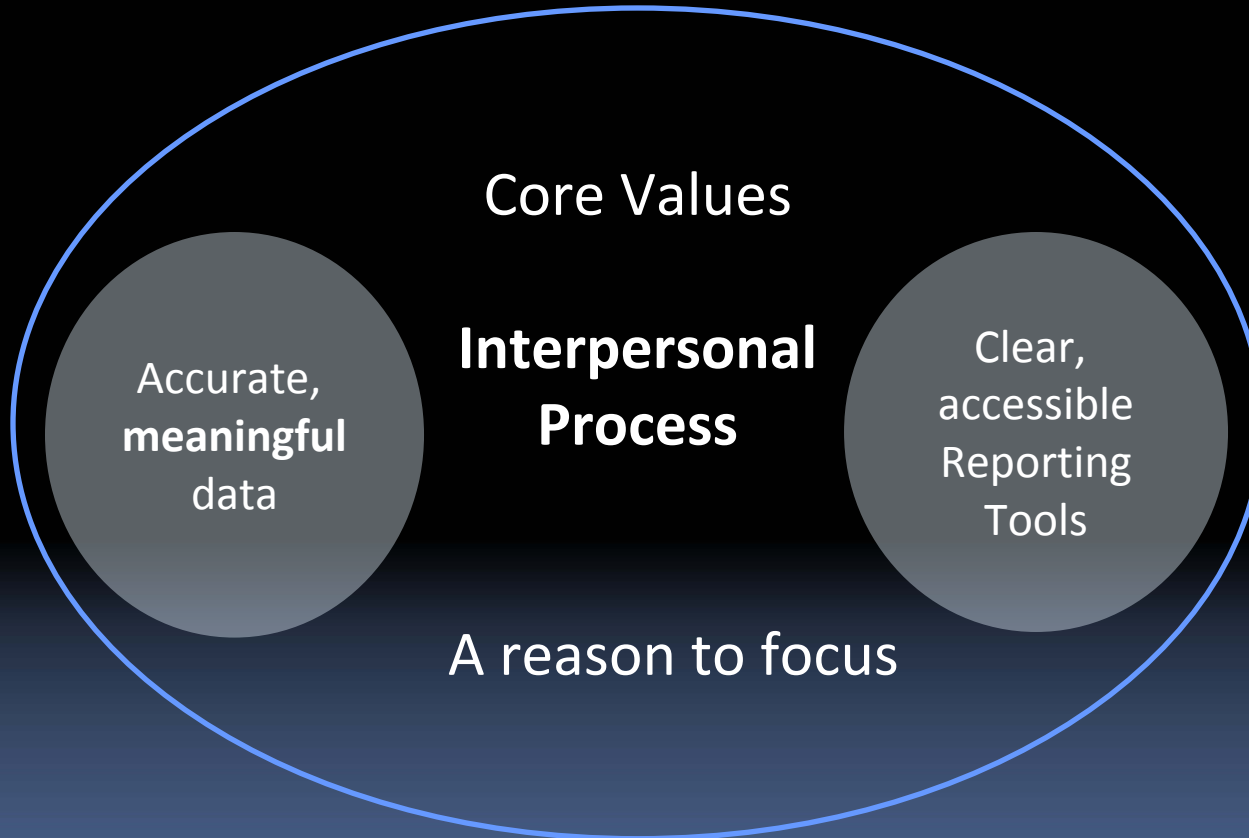 Core Values
Accurate,
meaningful
data
Interpersonal
Process
Clear,
accessible
Reporting
Tools
A reason to focus